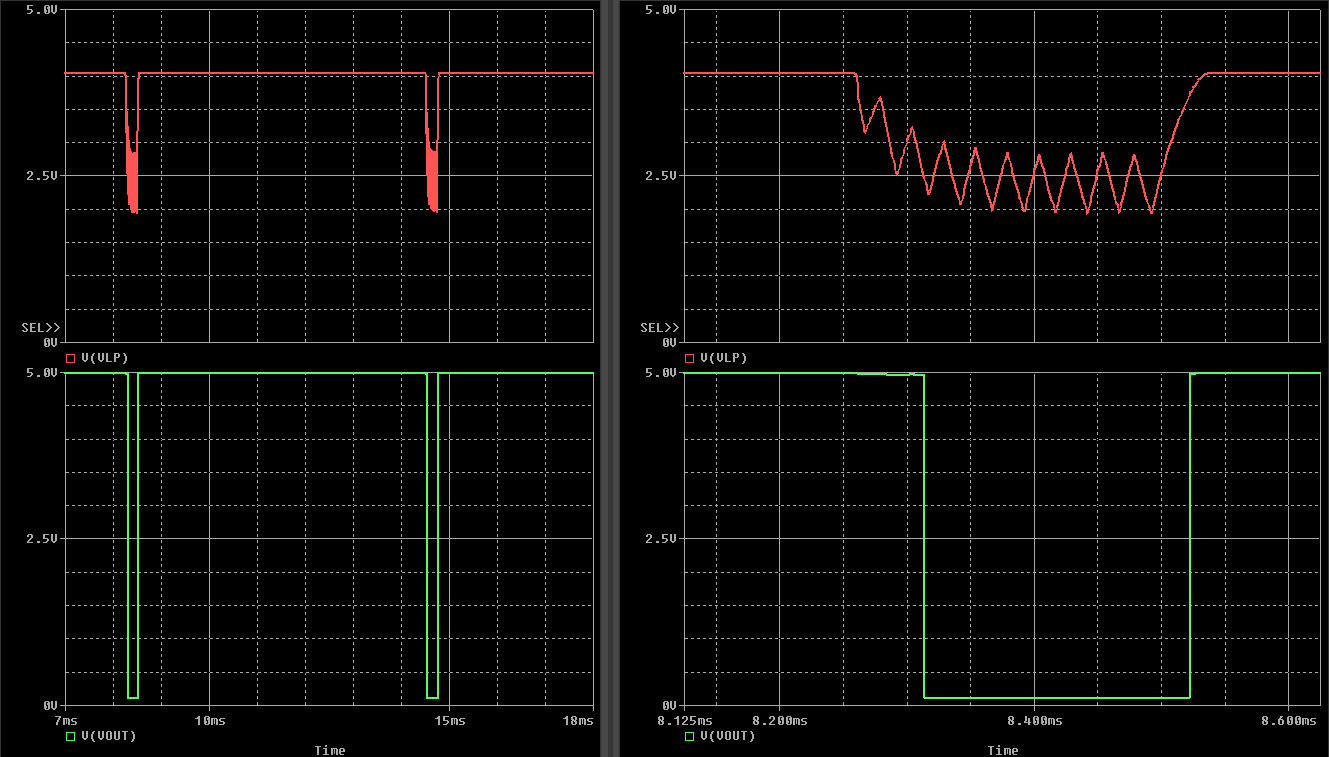 5.0V
2.5V
SEL>>
0V
V(VLP)
5.0V
2.5V
0V
7ms 10ms 15ms 18ms
V(VOUT)
Time
5.0V
2.5V
SEL>>
0V
V(VLP)
5.0V
2.5V
0V
8.125ms 8.200ms 8.400ms 8.600ms
V(VOUT)
Time